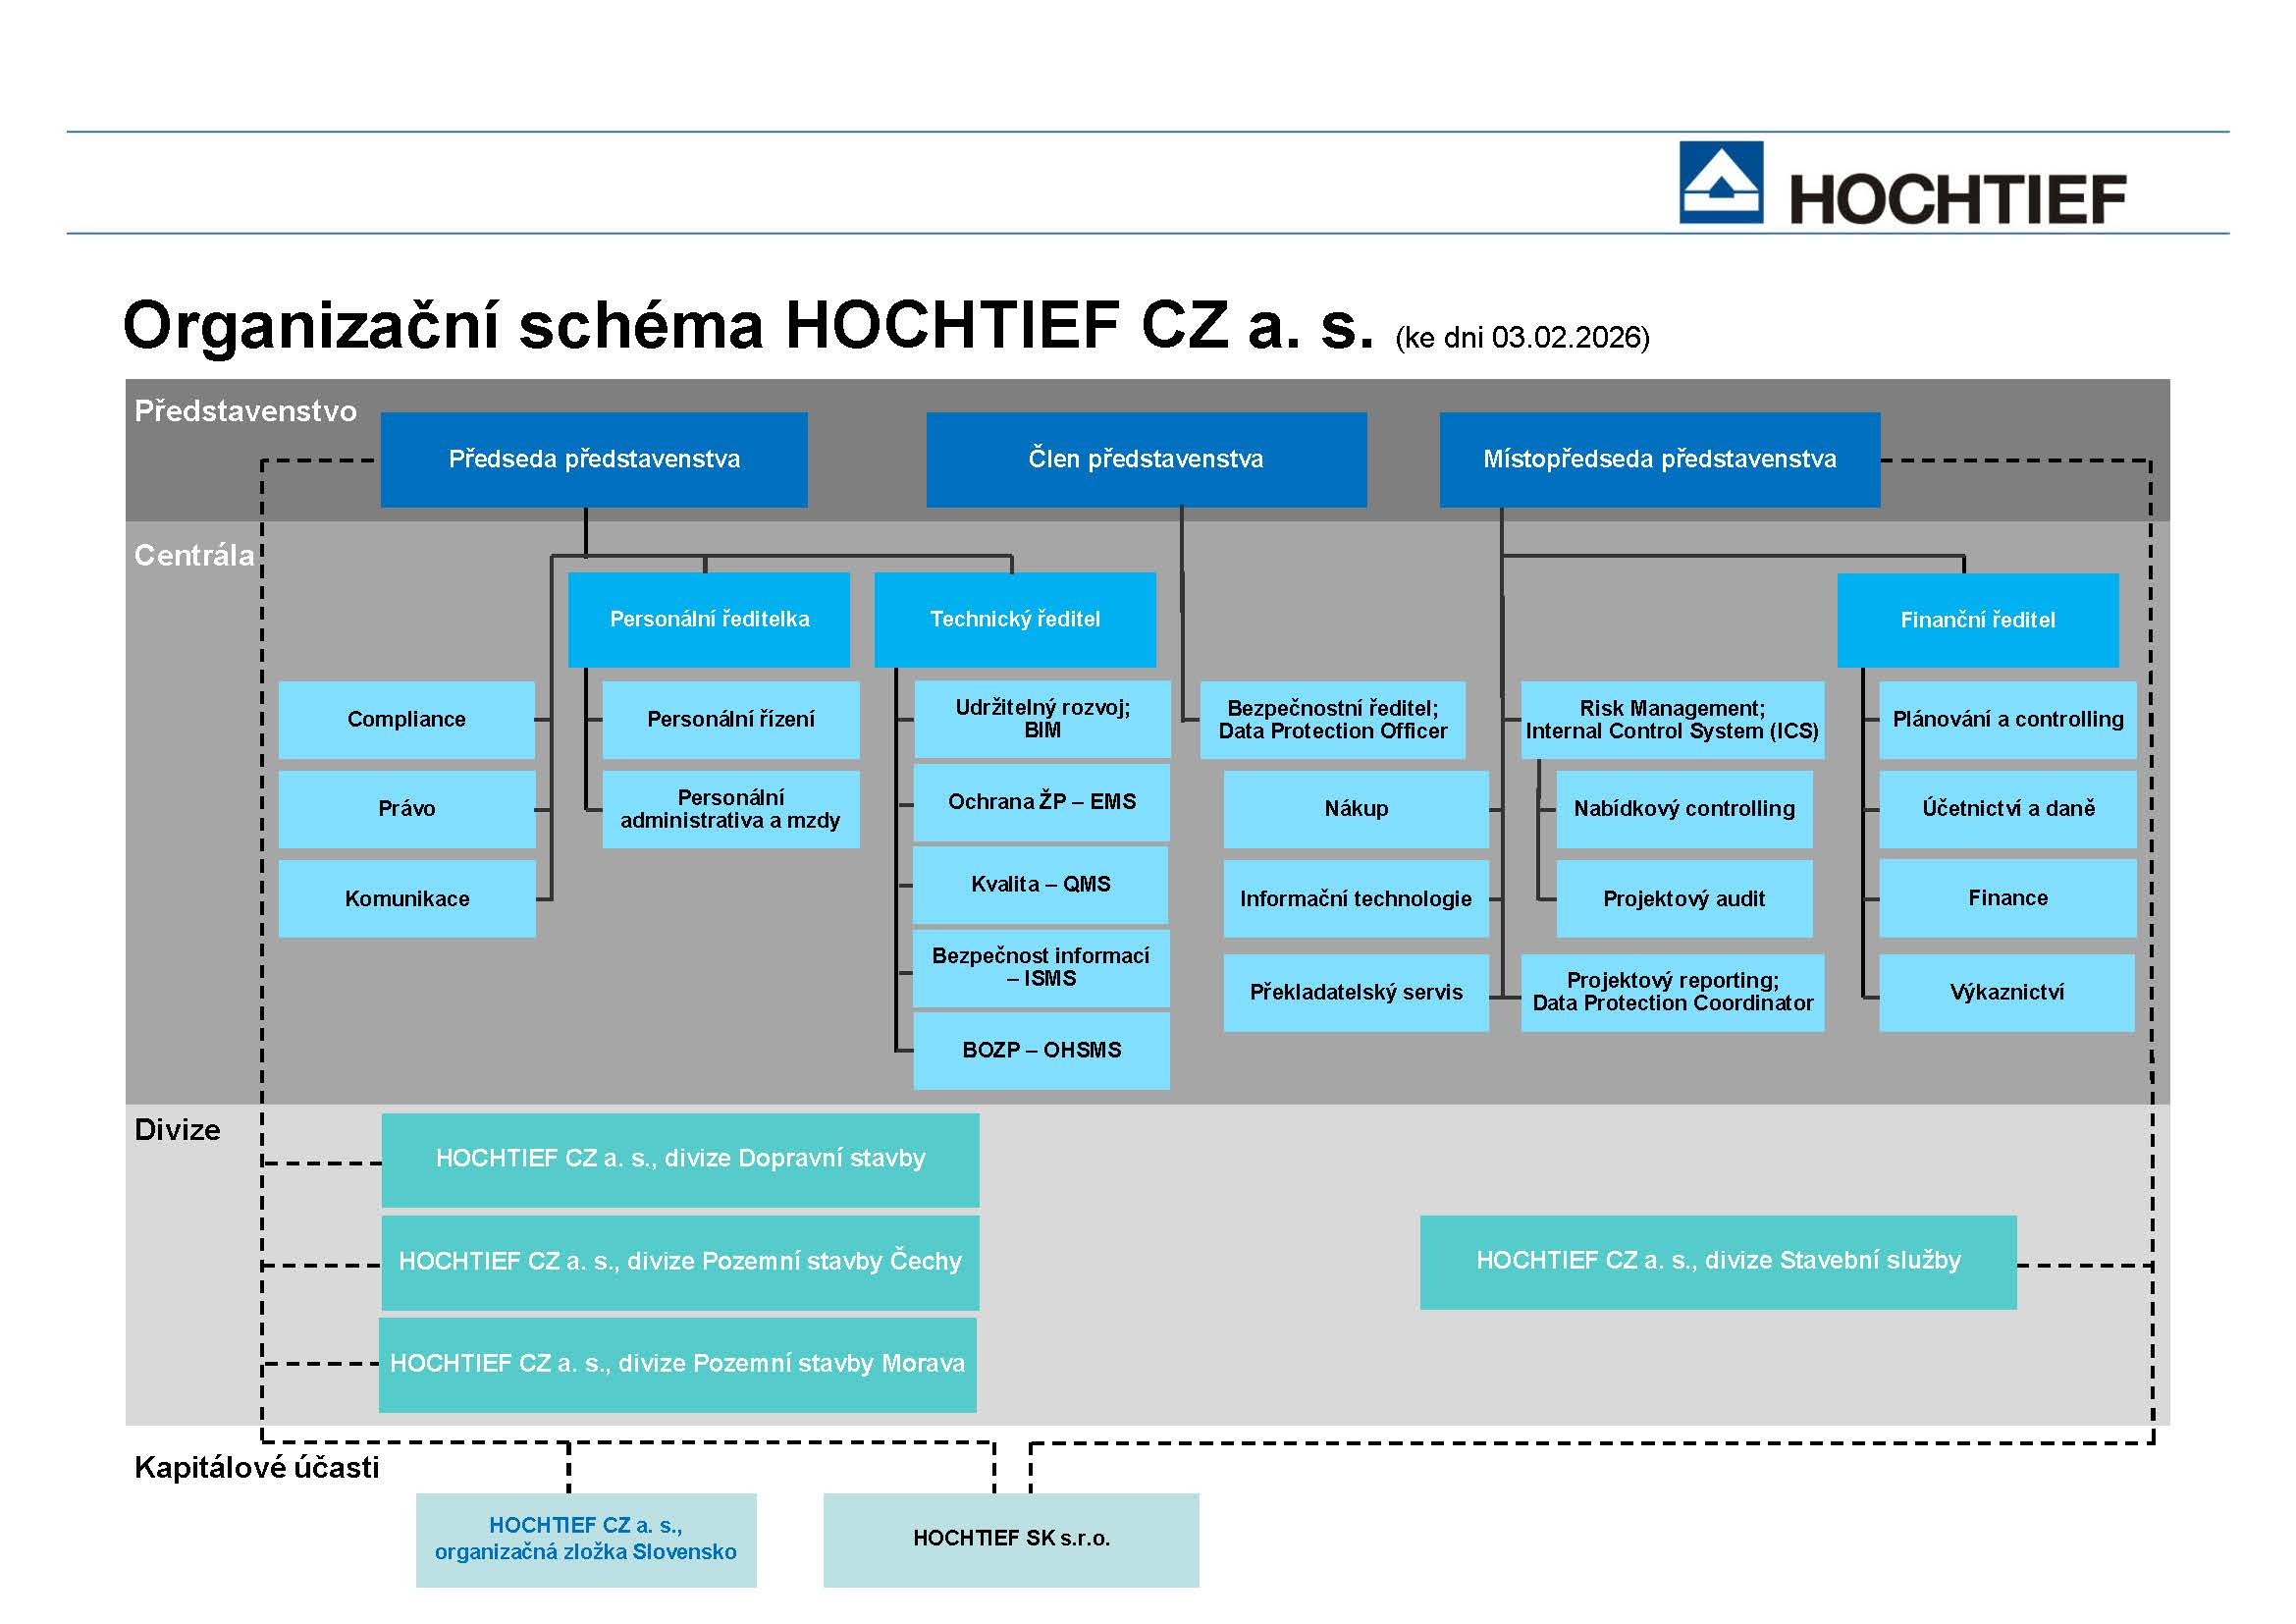 HOCHTIEF
Organizační schéma HOCHTIEF CZ a. s. (ke dni 03.02.2026)
Představenstvo
Předseda představenstva
Člen představenstva
Místopředseda představenstva
Centrála
Personální ředitelka
Technický ředitel
Finanční ředitel
Compliance
Právo
Komunikace
Personální řízení
Personální
administrativa a mzdy
Udržitelný rozvoj;
BIM
Ochrana ŽP – EMS
Kvalita – QMS
Bezpečnost informací
– ISMS
BOZP – OHSMS
Bezpečnostní ředitel;
Data Protection Officer
Nákup
Informační technologie
Překladatelský servis
Risk Management;
Internal Control System (ICS)
Nabídkový controlling
Projektový audit
Projektový reporting;
Data Protection Coordinator
Plánování a controlling
Účetnictví a daně
Finance
Výkaznictví
Divize
HOCHTIEF CZ a. s., divize Dopravní stavby
HOCHTIEF CZ a. s., divize Pozemní stavby Čechy
HOCHTIEF CZ a. s., divize Pozemní stavby Morava
HOCHTIEF CZ a. s., divize Stavební služby
Kapitálové účasti
HOCHTIEF CZ a. s.,
organizačná zložka Slovensko
HOCHTIEF SK s.r.o.